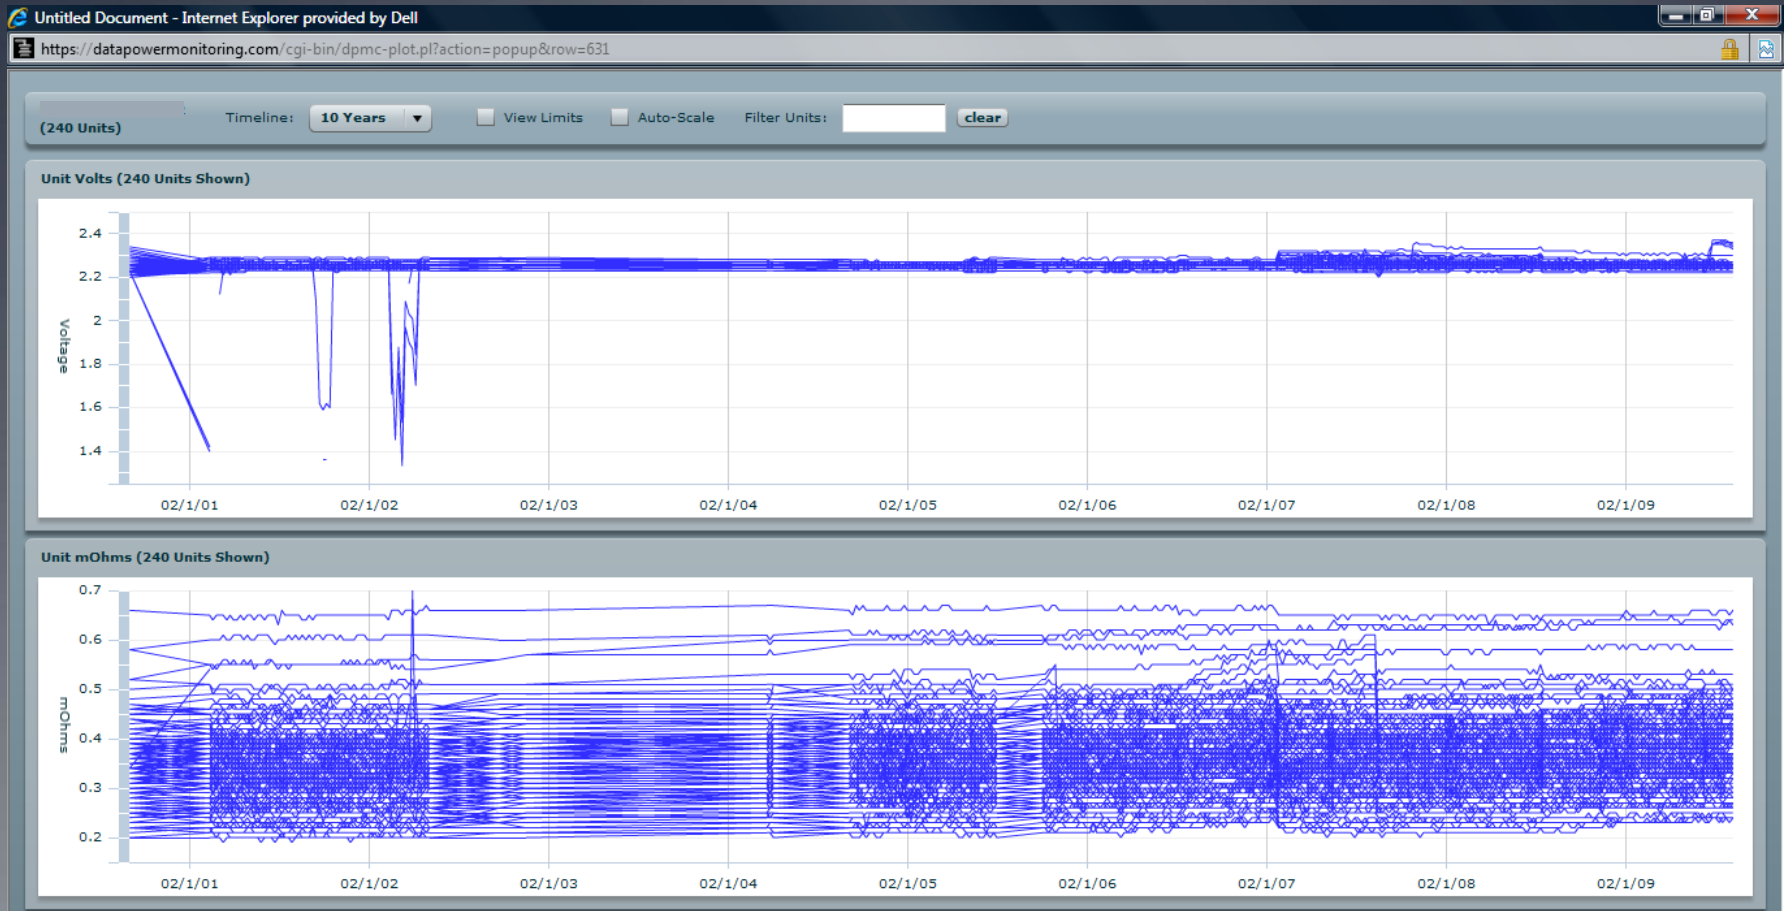 Untitled Document - Internet Explorer provided by Dell
https://datapowermonitoring.com/cgi-bin/dpmc-plot.pl?action=popup&row=631
(240 Units)
Timeline: 10 Years View Limits Auto-Scale Filter Units: clear
Unit Volts (240 Units Shown)
2.4
2.2
2
1.8
1.6
1.4
Voltage
02/1/01 02/1/02 02/1/03 02/1/04 02/1/05 02/1/06 02/1/07 02/1/08 02/1/09
Unit mOhms (240 Units Shown)
0.7
0.6
0.5
0.4
0.3
0.2
mOhms
02/1/01 02/1/02 02/1/03 02/1/04 02/1/05 02/1/06 02/1/07 02/1/08 02/1/09